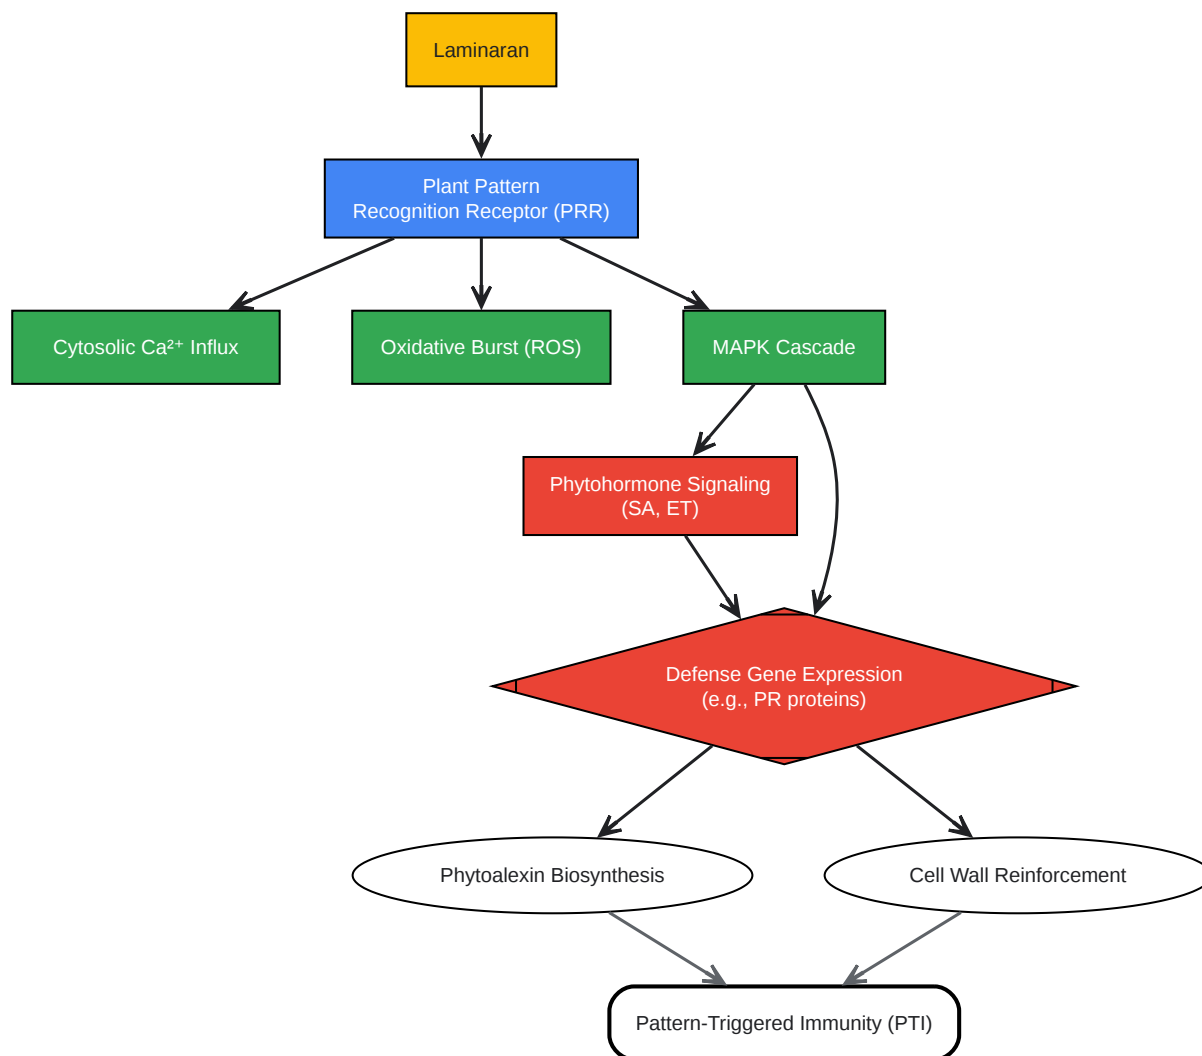 Laminaran
Plant Pattern
Recognition Receptor (PRR)
Cytosolic Ca²⁺ Influx
Oxidative Burst (ROS)
MAPK Cascade
Phytohormone Signaling
(SA, ET)
Defense Gene Expression
(e.g., PR proteins)
Phytoalexin Biosynthesis
Cell Wall Reinforcement
Pattern-Triggered Immunity (PTI)